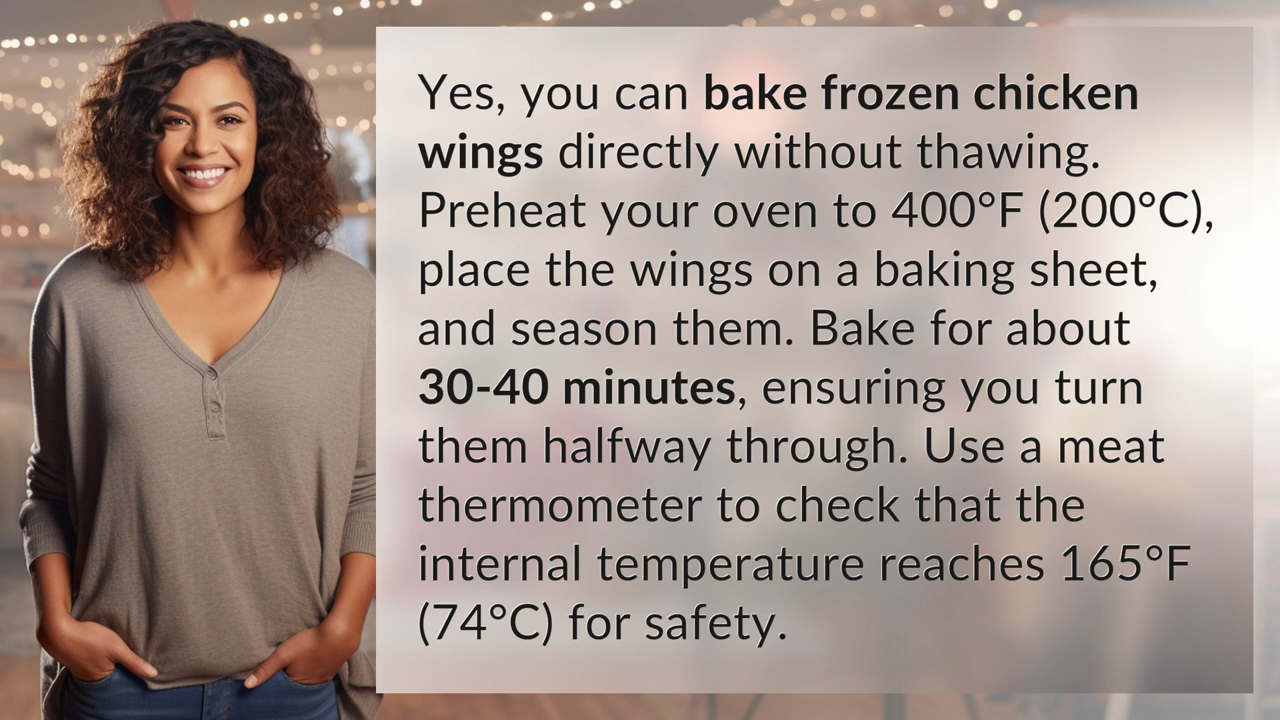 Yes, you can bake frozen chicken
wings directly without thawing.
Preheat your oven to 400°F (200°C),
place the wings on a baking sheet,
and season them. Bake for about
30-40 minutes, ensuring you turn
them halfway through. Use a meat
thermometer to check that the
internal temperature reaches 165°F
(74°C) for safety.